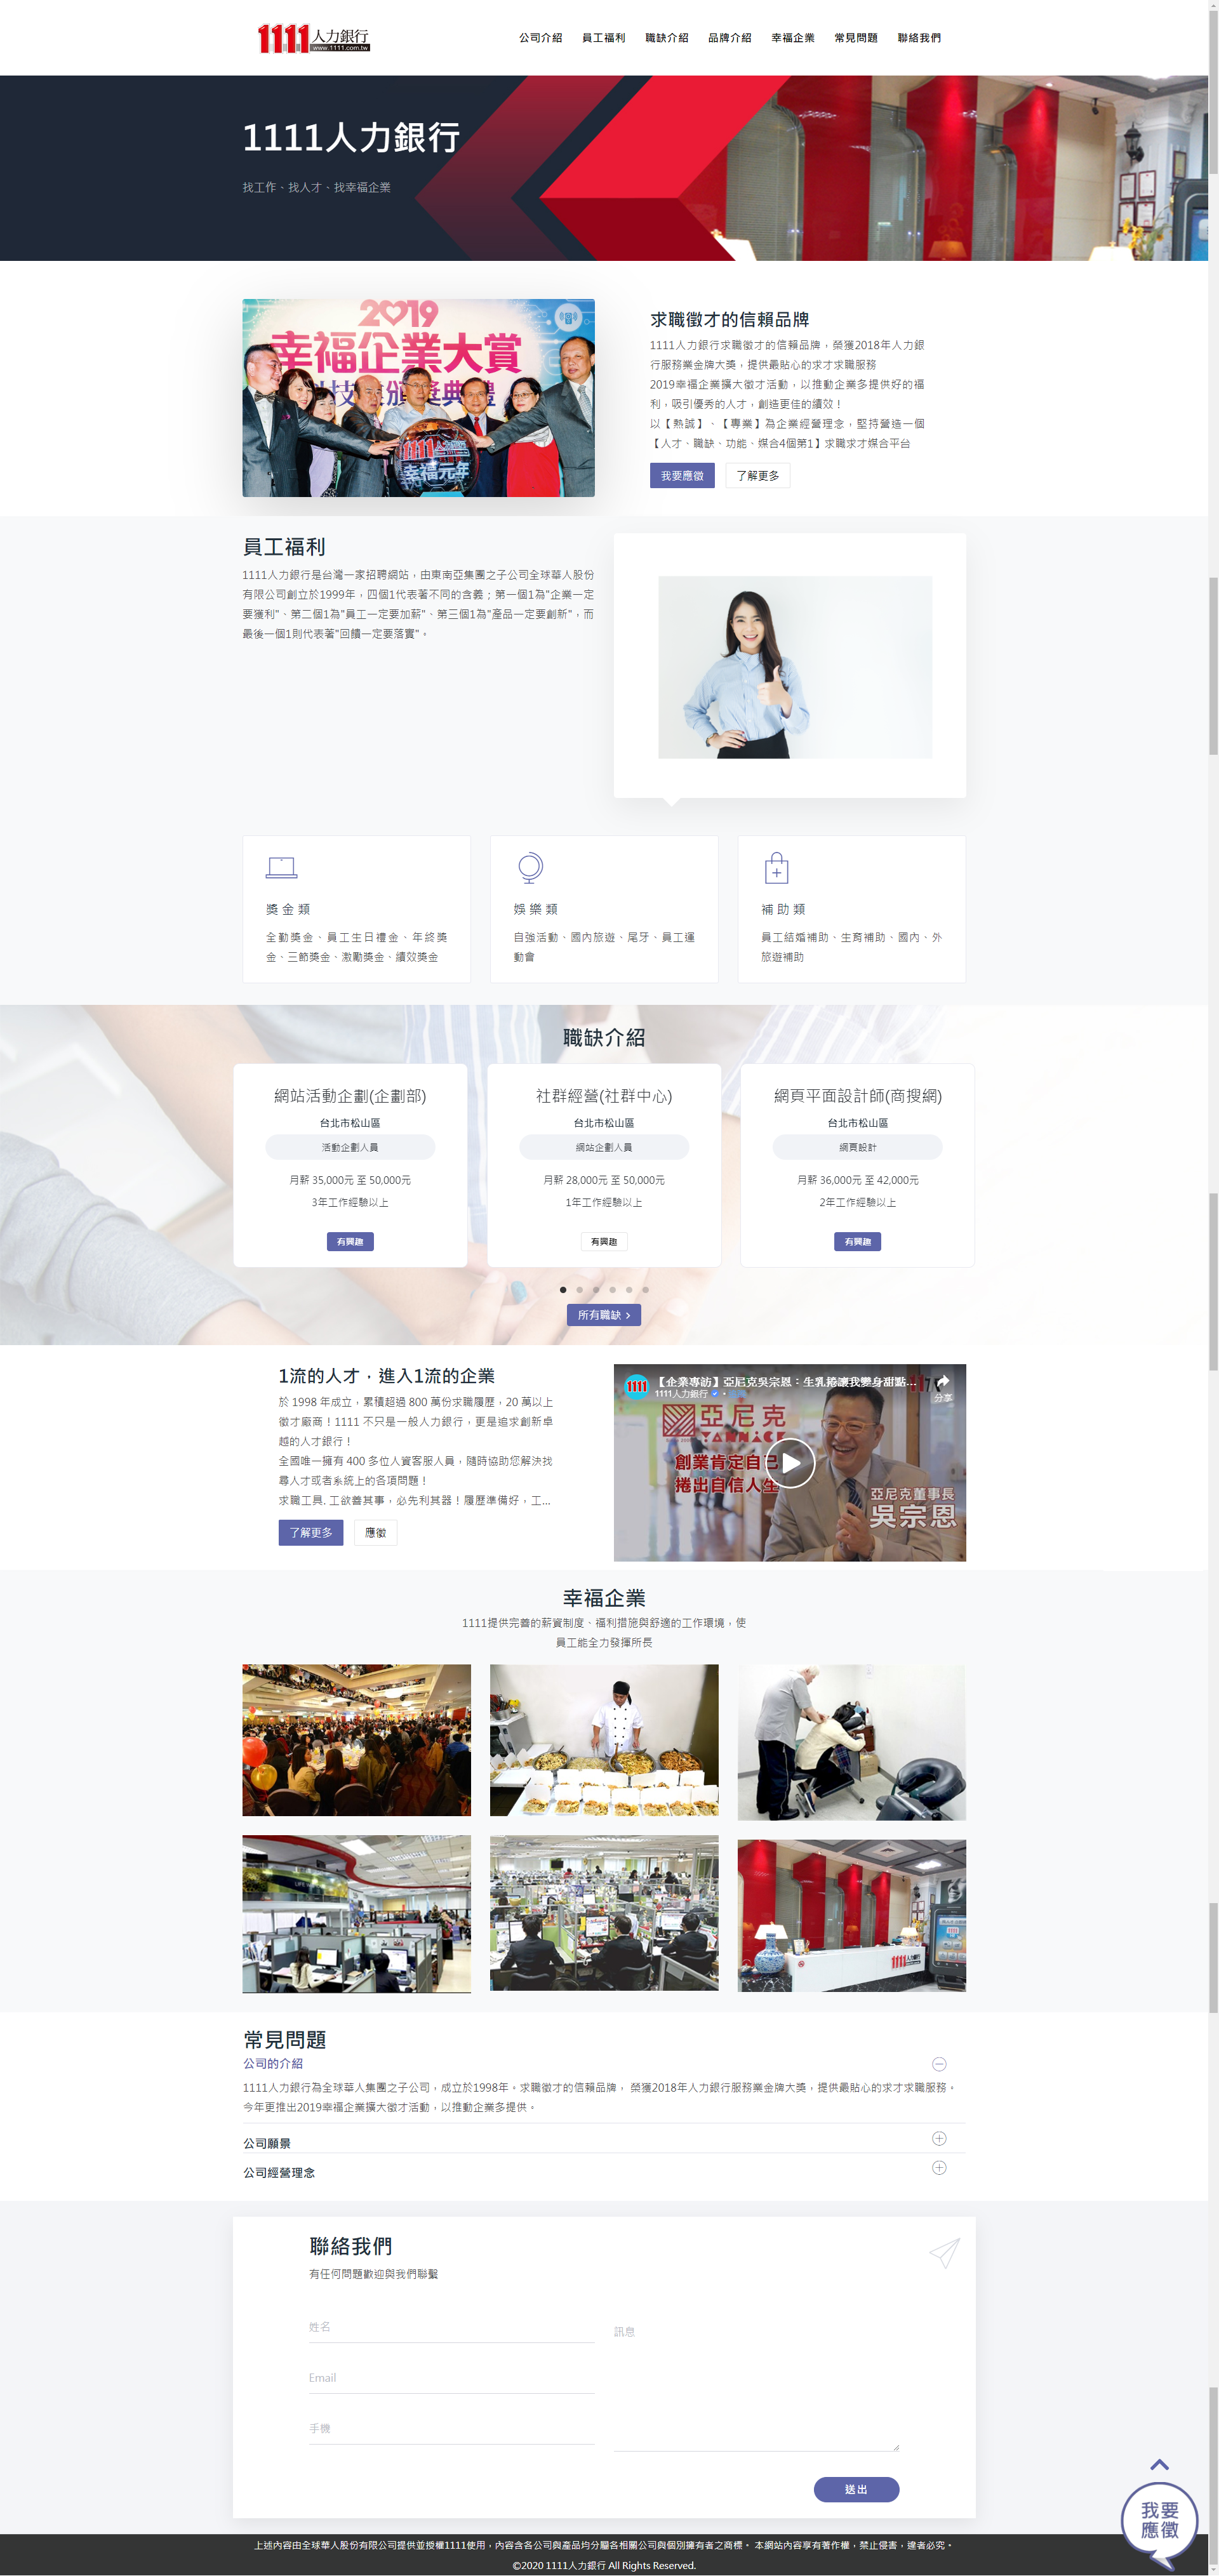 1111人力銀行
www.1111.com.tw
公司介紹 員工福利 職缺介紹 品牌介紹 幸福企業 常見問題 聯絡我們
1111人力銀行
找工作、找人才、找幸福企業
2019
幸福企業大賞
頒獎典禮
1111
幸福元年
求職徵才的信賴品牌
1111人力銀行求職徵才的信賴品牌，榮獲2018年人力銀
行服務業金牌大獎，提供最貼心的求才求職服務
2019幸福企業擴大徵才活動，以推動企業多提供好的福
利，吸引優秀的人才，創造更佳的績效！
以【熱誠】、【專業】為企業經營理念，堅持營造一個
【人才、職缺、功能、媒合4個第1】求職求才媒合平台
我要應徵 了解更多
員工福利
1111人力銀行是台灣一家招聘網站，由東南亞集團之子公司全球華人股份
有限公司創立於1999年，四個1代表著不同的含義；第一個1為"企業一定
要獲利"、第二個1為"員工一定要加薪"、第三個1為"產品一定要創新"，而
最後一個1則代表著"回饋一定要落實"。
獎金類
全勤獎金、員工生日禮金、年終獎
金、三節獎金、激勵獎金、績效獎金
娛樂類
自強活動、國內旅遊、尾牙、員工運
動會
補助類
員工結婚補助、生育補助、國內、外
旅遊補助
職缺介紹
網站活動企劃(企劃部)
台北市松山區
活動企劃人員
月薪 35,000元 至 50,000元
3年工作經驗以上
有興趣
社群經營(社群中心)
台北市松山區
網站企劃人員
月薪 28,000元 至 50,000元
1年工作經驗以上
有興趣
網頁平面設計師(商搜網)
台北市松山區
網頁設計
月薪 36,000元 至 42,000元
2年工作經驗以上
有興趣
所有職缺
1流的人才，進入1流的企業
於 1998 年成立，累積超過 800 萬份求職履歷，20 萬以上
徵才廠商！1111 不只是一般人力銀行，更是追求創新卓
越的人才銀行！
全國唯一擁有 400 多位人資客服人員，隨時協助您解決找
尋人才或者系統上的各項問題！
求職工具. 工欲善其事，必先利其器！履歷準備好，工...
了解更多 應徵
1111
【企業專訪】亞尼克吳宗恩：生乳捲讓我變身甜點...
1111人力銀行
分享
亞尼克
YANNICK
創業肯定自己
捲出自信人生
亞尼克董事長
吳宗恩
幸福企業
1111提供完善的薪資制度、福利措施與舒適的工作環境，使
員工能全力發揮所長
1111人力銀行
常見問題
公司的介紹
1111人力銀行為全球華人集團之子公司，成立於1998年。求職徵才的信賴品牌， 榮獲2018年人力銀行服務業金牌大獎，提供最貼心的求才求職服務。
今年更推出2019幸福企業擴大徵才活動，以推動企業多提供。
公司願景
公司經營理念
聯絡我們
有任何問題歡迎與我們聯繫
姓名
訊息
Email
手機
送出
我要
應徵
上述內容由全球華人股份有限公司提供並授權1111使用，內容含各公司與產品均分屬各相關公司與個別擁有者之商標。 本網站內容享有著作權，禁止侵害，違者必究。
©2020 1111人力銀行 All Rights Reserved.